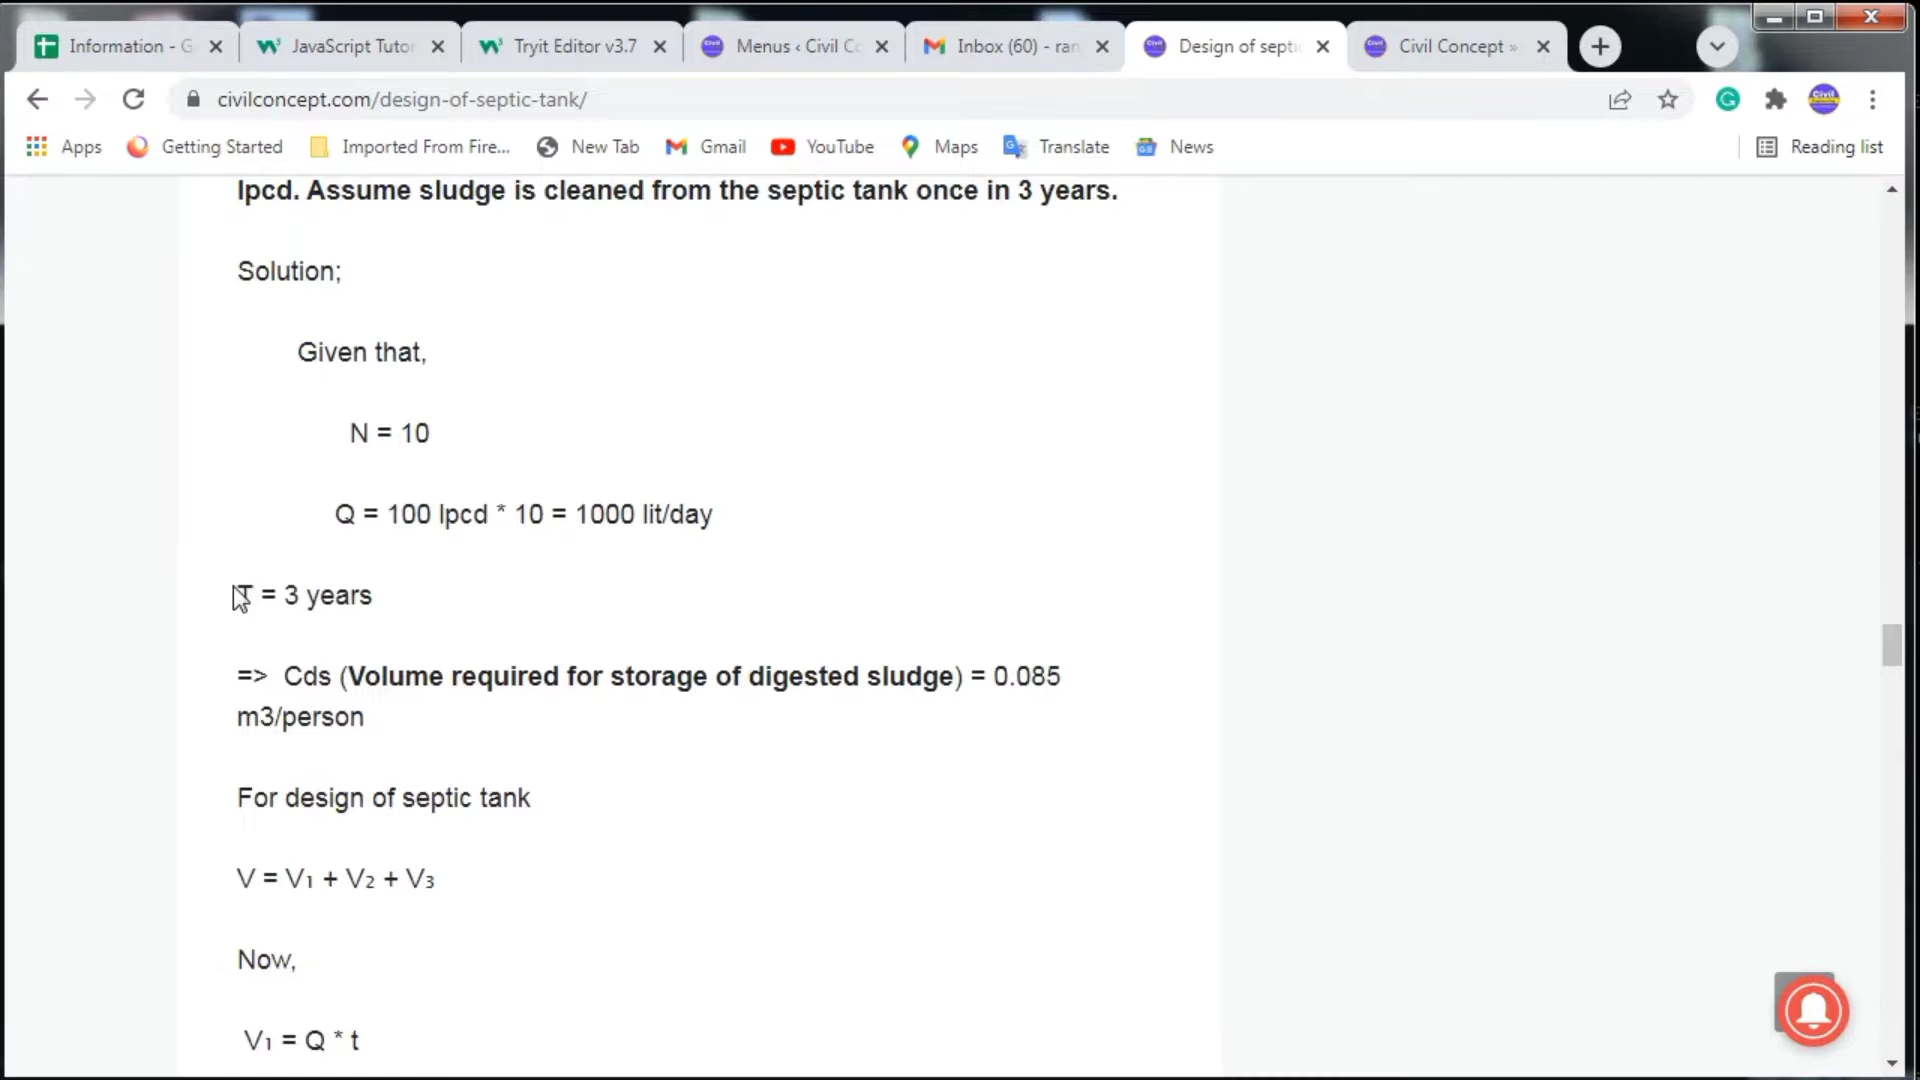 Information - G
JavaScript Tutor
Tryit Editor v3.7
Menus ‹ Civil Co
Inbox (60) - ran
Design of septi
Civil Concept »
civilconcept.com/design-of-septic-tank/
Apps
Getting Started
Imported From Fire...
New Tab
Gmail
YouTube
Maps
Translate
News
Reading list
lpcd. Assume sludge is cleaned from the septic tank once in 3 years.
Solution;
Given that,
N = 10
Q = 100 lpcd * 10 = 1000 lit/day
T = 3 years
=> Cds (Volume required for storage of digested sludge) = 0.085
m3/person
For design of septic tank
V = V₁ + V₂ + V₃
Now,
V₁ = Q * t